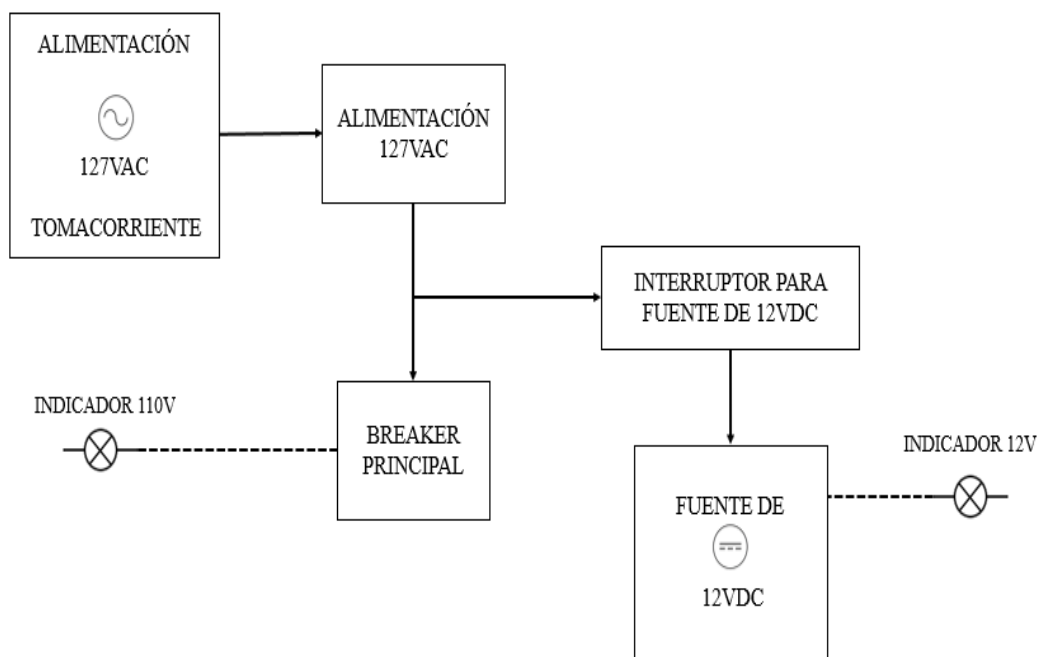 ALIMENTACIÓN
127VAC
TOMACORRIENTE
ALIMENTACIÓN
127VAC
INTERRUPTOR PARA
FUENTE DE 12VDC
INDICADOR 110V
BREAKER
PRINCIPAL
INDICADOR 12V
FUENTE DE
12VDC